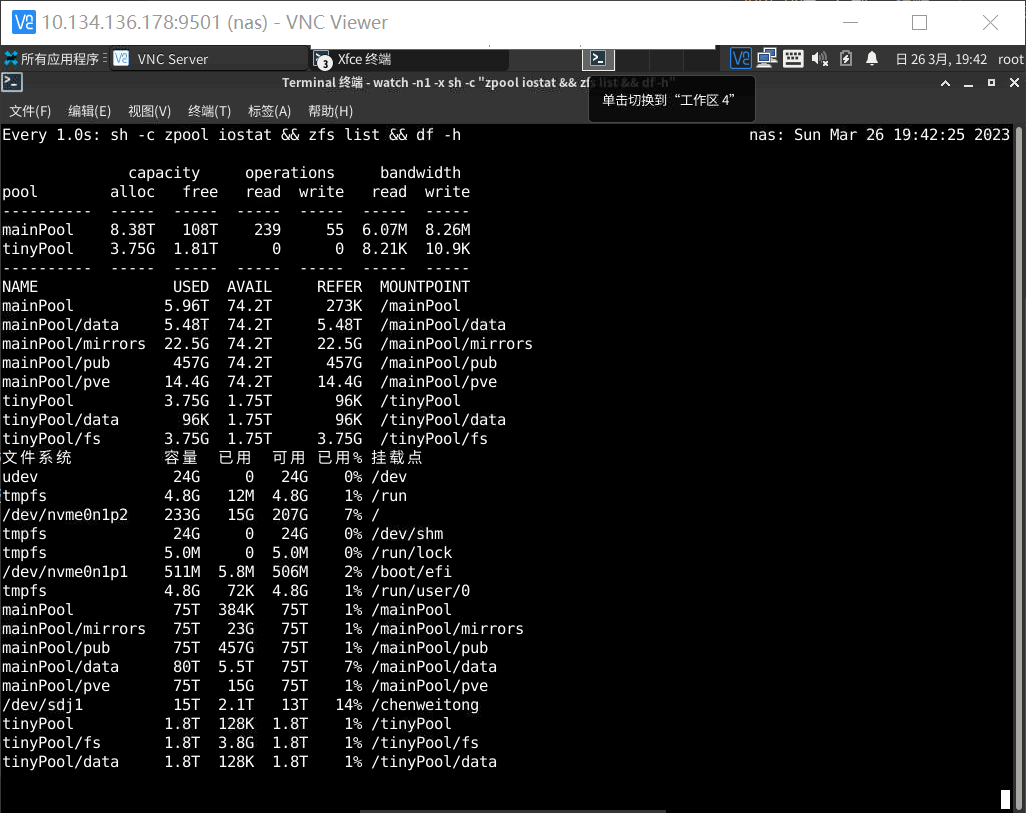 10.134.136.178:9501 (nas) - VNC Viewer
所有应用程序 VNC Server 3 Xfce 终端 日 26 3月, 19:42 root
Terminal 终端 - watch -n1 -x sh -c "zpool iostat && zfs list && df -h"
单击切换到“工作区 4”
文件(F) 编辑(E) 视图(V) 终端(T) 标签(A) 帮助(H)
Every 1.0s: sh -c zpool iostat && zfs list && df -h nas: Sun Mar 26 19:42:25 2023
capacity operations bandwidth
pool alloc free read write read write
---------- ----- ----- ----- ----- ----- -----
mainPool 8.38T 108T 239 55 6.07M 8.26M
tinyPool 3.75G 1.81T 0 0 8.21K 10.9K
---------- ----- ----- ----- ----- ----- -----
NAME USED AVAIL REFER MOUNTPOINT
mainPool 5.96T 74.2T 273K /mainPool
mainPool/data 5.48T 74.2T 5.48T /mainPool/data
mainPool/mirrors 22.5G 74.2T 22.5G /mainPool/mirrors
mainPool/pub 457G 74.2T 457G /mainPool/pub
mainPool/pve 14.4G 74.2T 14.4G /mainPool/pve
tinyPool 3.75G 1.75T 96K /tinyPool
tinyPool/data 96K 1.75T 96K /tinyPool/data
tinyPool/fs 3.75G 1.75T 3.75G /tinyPool/fs
文件系统 容量 已用 可用 已用% 挂载点
udev 24G 0 24G 0% /dev
tmpfs 4.8G 12M 4.8G 1% /run
/dev/nvme0n1p2 233G 15G 207G 7% /
tmpfs 24G 0 24G 0% /dev/shm
tmpfs 5.0M 0 5.0M 0% /run/lock
/dev/nvme0n1p1 511M 5.8M 506M 2% /boot/efi
tmpfs 4.8G 72K 4.8G 1% /run/user/0
mainPool 75T 384K 75T 1% /mainPool
mainPool/mirrors 75T 23G 75T 1% /mainPool/mirrors
mainPool/pub 75T 457G 75T 1% /mainPool/pub
mainPool/data 80T 5.5T 75T 7% /mainPool/data
mainPool/pve 75T 15G 75T 1% /mainPool/pve
/dev/sdj1 15T 2.1T 13T 14% /chenweitong
tinyPool 1.8T 128K 1.8T 1% /tinyPool
tinyPool/fs 1.8T 3.8G 1.8T 1% /tinyPool/fs
tinyPool/data 1.8T 128K 1.8T 1% /tinyPool/data